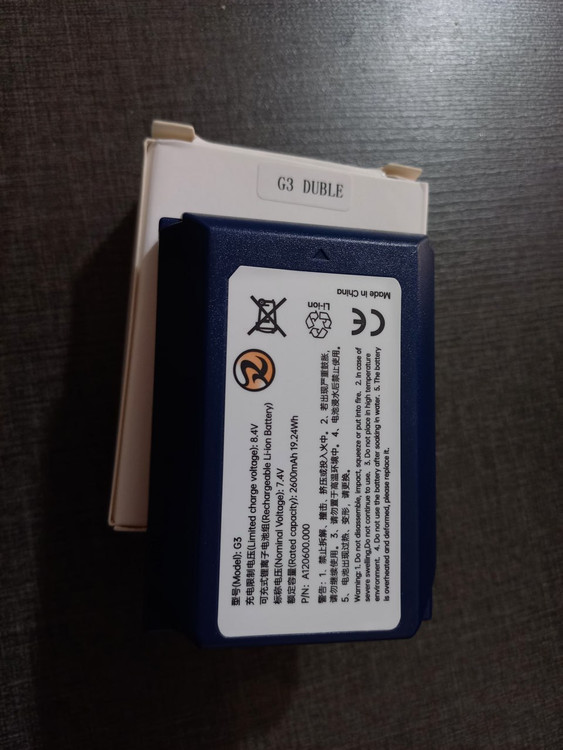 G3 DUBLE
型号(Model): G3
充电限制电压(Limited charge voltage): 8.4V
可充式锂离子电池组(Rechargeable Li-ion Battery)
标称电压(Nominal Voltage): 7.4V
额定容量(Rated capacity): 2600mAh 19.24Wh
P/N: A120600.000
警告: 1、禁止拆解、撞击、挤压或投入火中。 2、若出现严重鼓胀,
请勿继续使用。 3、请勿置于高温环境中。 4、电池浸水后禁止使用。
5、电池出现过热、变形,请更换。
Warning: 1. Do not disassemble, impact, squeeze or put into fire. 2. In case of
severe swelling,Do not continue to use. 3. Do not place in high temperature
environment. 4. Do not use the battery after soaking in water. 5. The battery
is overheated and deformed, please replace it.
Li-ion
CE
Made in China